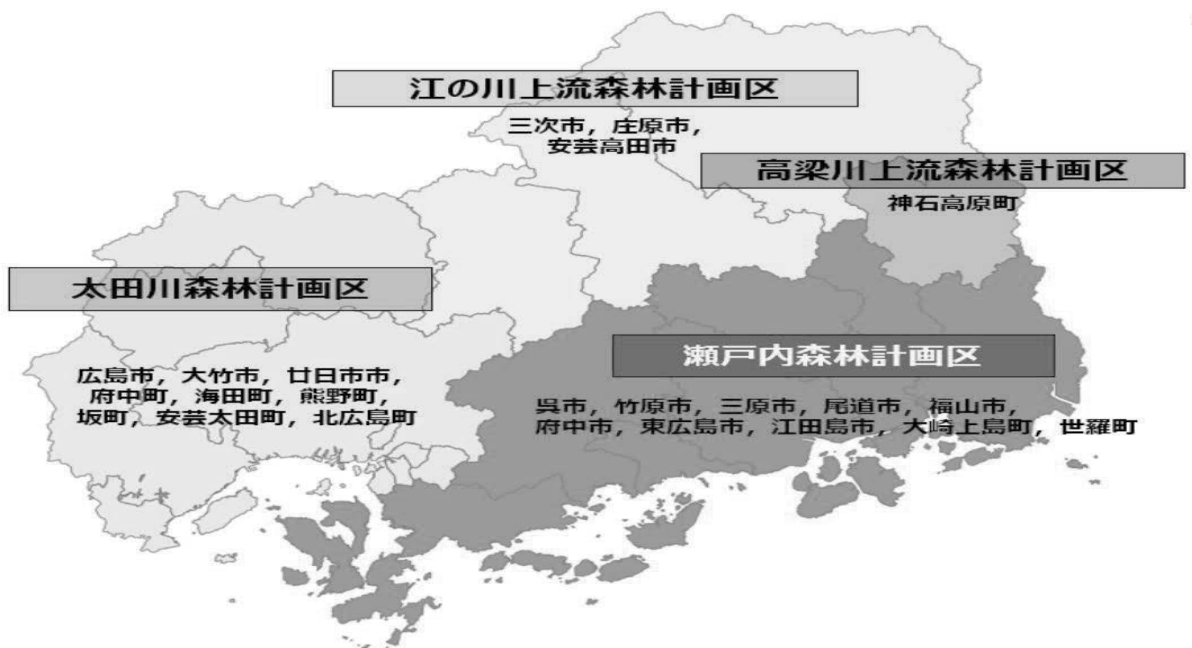 江の川上流森林計画区
三次市，庄原市，
安芸高田市
高梁川上流森林計画区
神石高原町
太田川森林計画区
広島市，大竹市，廿日市市，
府中町，海田町，熊野町，
坂町，安芸太田町，北広島町
瀬戸内森林計画区
呉市，竹原市，三原市，尾道市，福山市，
府中市，東広島市，江田島市，大崎上島町，世羅町